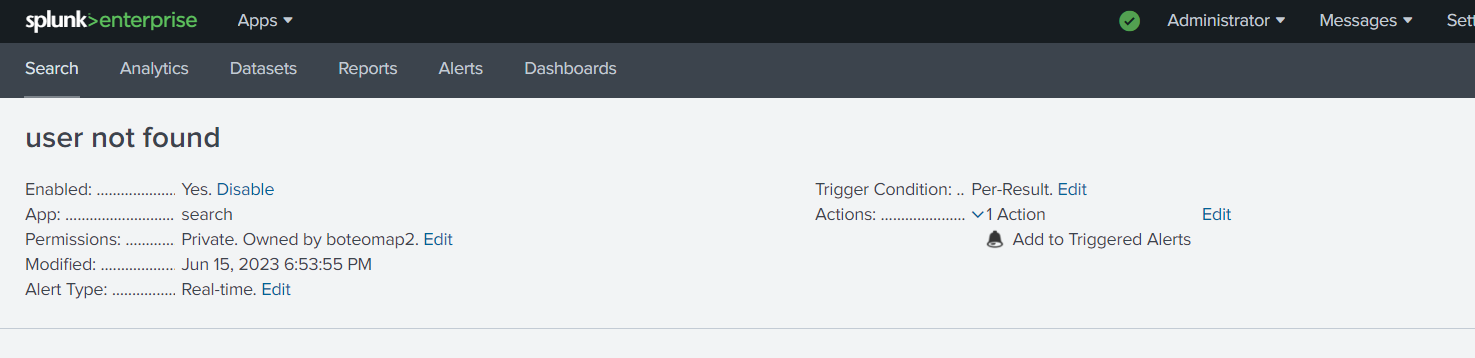 splunk>enterprise Apps Administrator Messages Sett
Search Analytics Datasets Reports Alerts Dashboards
user not found
Enabled: .................... Yes. Disable
App: ........................... search
Permissions: ............ Private. Owned by boteomap2. Edit
Modified: ................... Jun 15, 2023 6:53:55 PM
Alert Type: ................ Real-time. Edit
Trigger Condition: .. Per-Result. Edit
Actions: ..................... 1 Action Edit
Add to Triggered Alerts